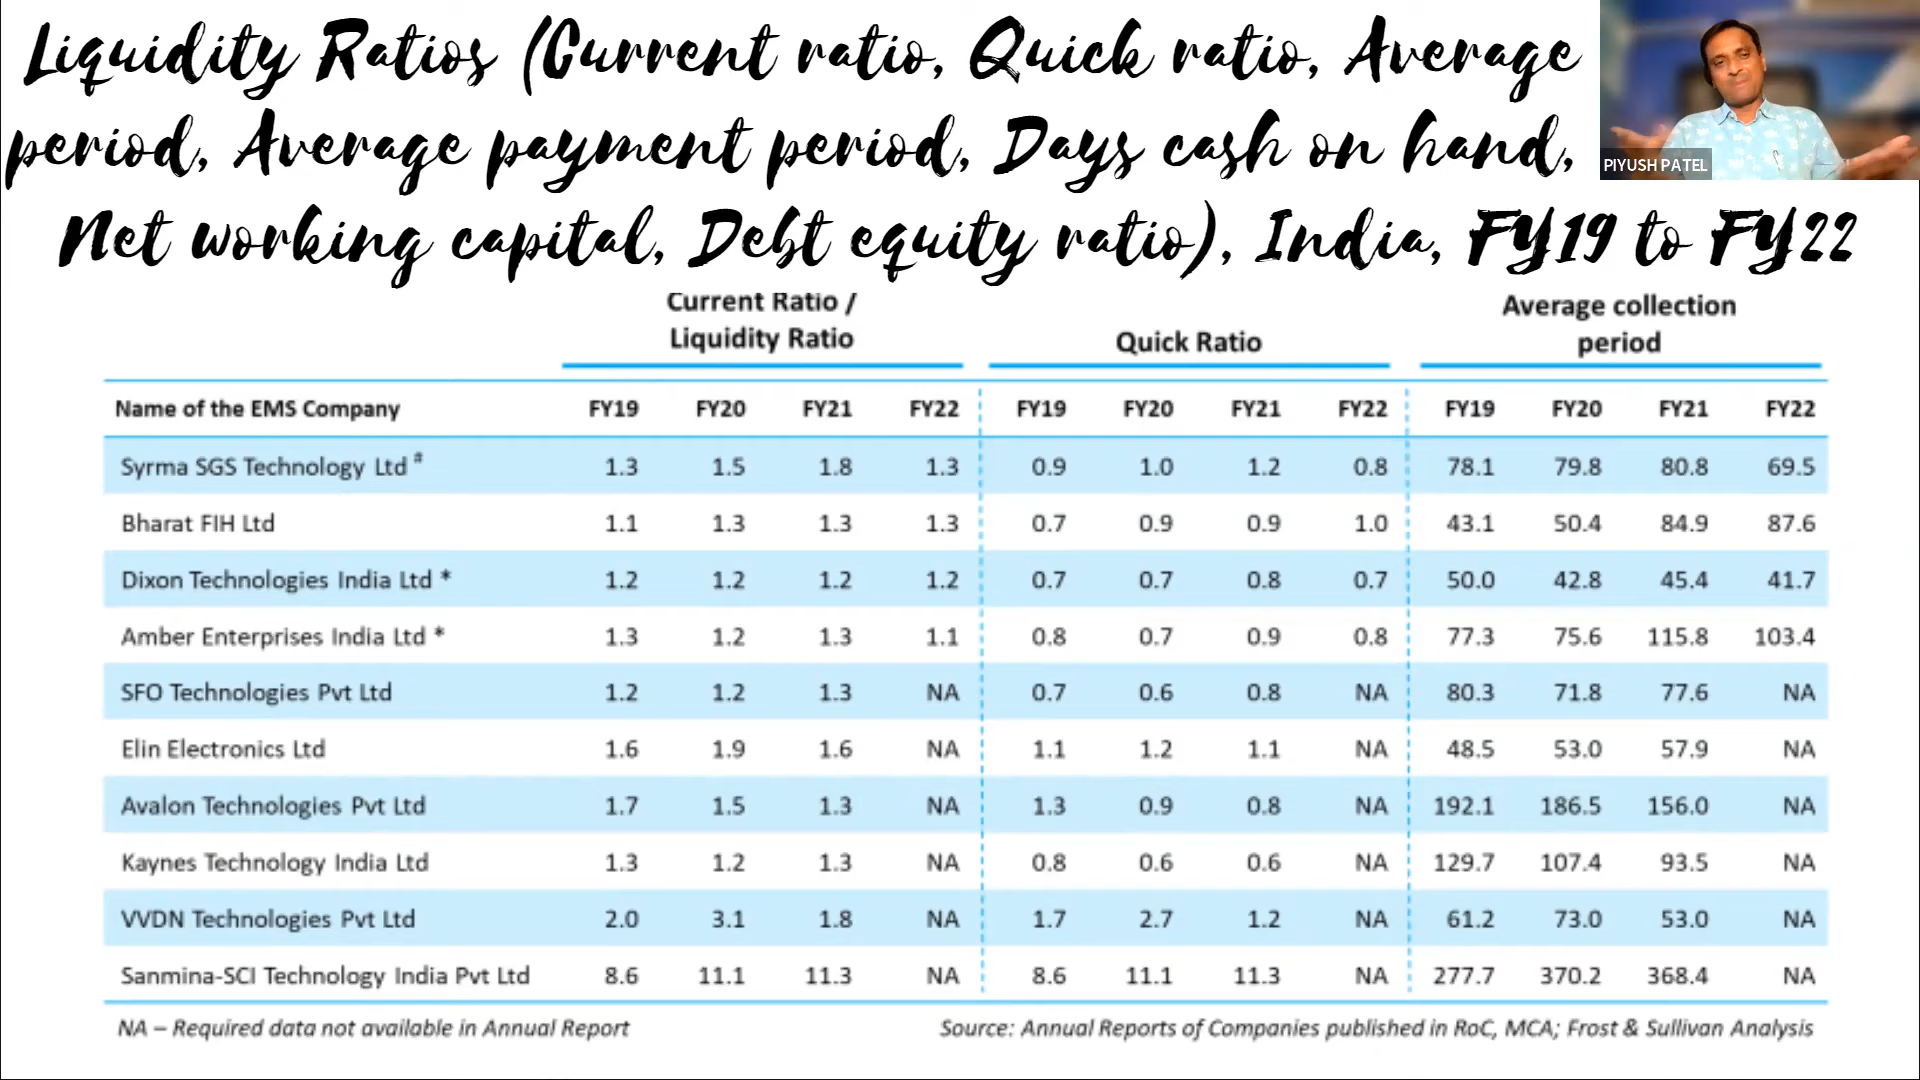 Liquidity Ratios (Current ratio, Quick ratio, Average
period, Average payment period, Days cash on hand,
Net working capital, Debt equity ratio), India, FY19 to FY22
PIYUSH PATEL
Current Ratio / Liquidity Ratio Quick Ratio Average collection period
Name of the EMS Company FY19 FY20 FY21 FY22 FY19 FY20 FY21 FY22 FY19 FY20 FY21 FY22
Syrma SGS Technology Ltd # 1.3 1.5 1.8 1.3 0.9 1.0 1.2 0.8 78.1 79.8 80.8 69.5
Bharat FIH Ltd 1.1 1.3 1.3 1.3 0.7 0.9 0.9 1.0 43.1 50.4 84.9 87.6
Dixon Technologies India Ltd * 1.2 1.2 1.2 1.2 0.7 0.7 0.8 0.7 50.0 42.8 45.4 41.7
Amber Enterprises India Ltd * 1.3 1.2 1.3 1.1 0.8 0.7 0.9 0.8 77.3 75.6 115.8 103.4
SFO Technologies Pvt Ltd 1.2 1.2 1.3 NA 0.7 0.6 0.8 NA 80.3 71.8 77.6 NA
Elin Electronics Ltd 1.6 1.9 1.6 NA 1.1 1.2 1.1 NA 48.5 53.0 57.9 NA
Avalon Technologies Pvt Ltd 1.7 1.5 1.3 NA 1.3 0.9 0.8 NA 192.1 186.5 156.0 NA
Kaynes Technology India Ltd 1.3 1.2 1.3 NA 0.8 0.6 0.6 NA 129.7 107.4 93.5 NA
VVDN Technologies Pvt Ltd 2.0 3.1 1.8 NA 1.7 2.7 1.2 NA 61.2 73.0 53.0 NA
Sanmina-SCI Technology India Pvt Ltd 8.6 11.1 11.3 NA 8.6 11.1 11.3 NA 277.7 370.2 368.4 NA
NA – Required data not available in Annual Report Source: Annual Reports of Companies published in RoC, MCA; Frost & Sullivan Analysis